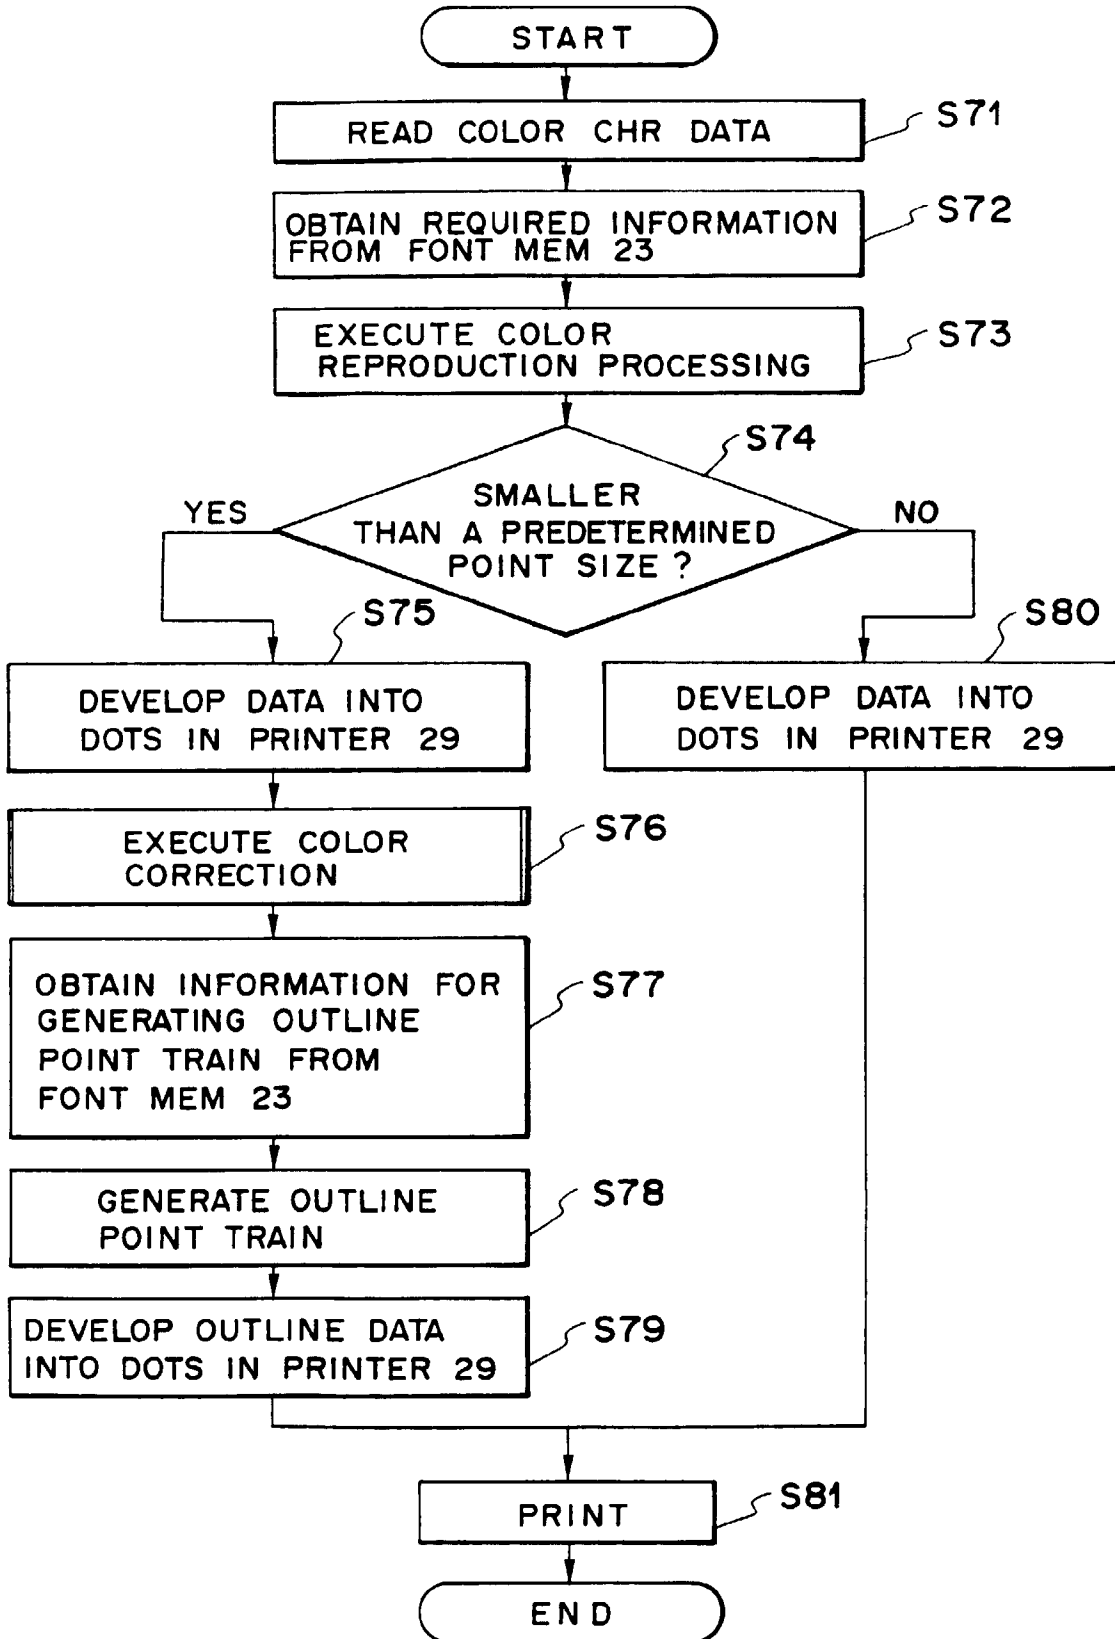 START
READ COLOR CHR DATA
S71
OBTAIN REQUIRED INFORMATION
FROM FONT MEM 23
S72
EXECUTE COLOR
REPRODUCTION PROCESSING
S73
S74
SMALLER
THAN A PREDETERMINED
POINT SIZE ?
YES
NO
S75
DEVELOP DATA INTO
DOTS IN PRINTER 29
S80
DEVELOP DATA INTO
DOTS IN PRINTER 29
EXECUTE COLOR
CORRECTION
S76
OBTAIN INFORMATION FOR
GENERATING OUTLINE
POINT TRAIN FROM
FONT MEM 23
S77
GENERATE OUTLINE
POINT TRAIN
S78
DEVELOP OUTLINE DATA
INTO DOTS IN PRINTER 29
S79
PRINT
S81
END